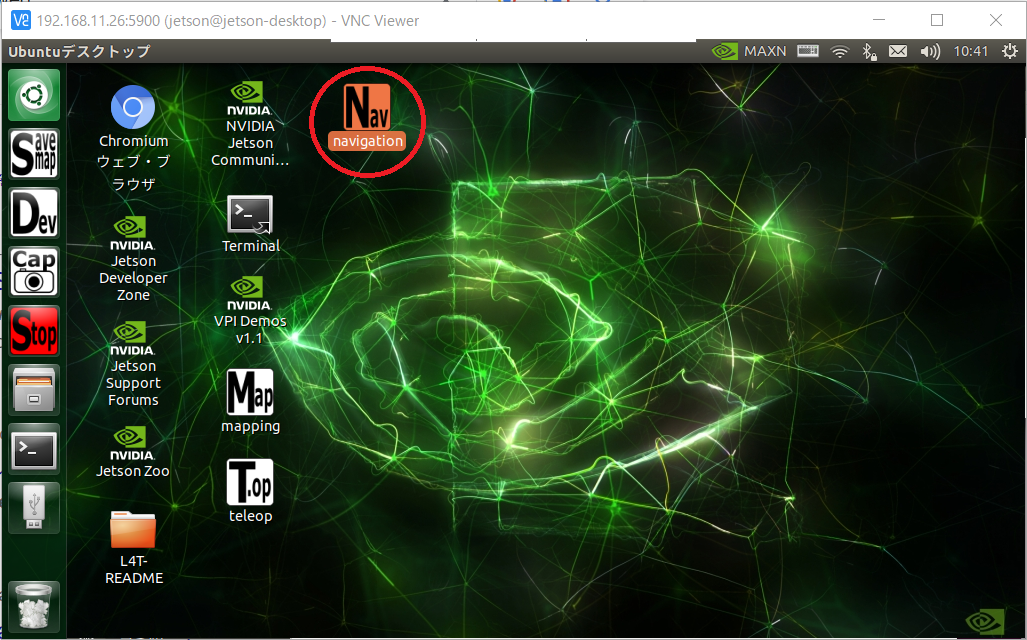 192.168.11.26:5900 (jetson@jetson-desktop) - VNC Viewer
Ubuntuデスクトップ
MAXN
10:41
Save
map
Dev
Cap
Stop
Chromium
ウェブ・ブ
ラウザ
NVIDIA.
Jetson
Developer
Zone
NVIDIA.
Jetson
Support
Forums
NVIDIA.
Jetson Zoo
L4T-
README
NVIDIA.
NVIDIA
Jetson
Communi...
Terminal
NVIDIA.
VPI Demos
v1.1
Map
mapping
T.op
teleop
Nav
navigation